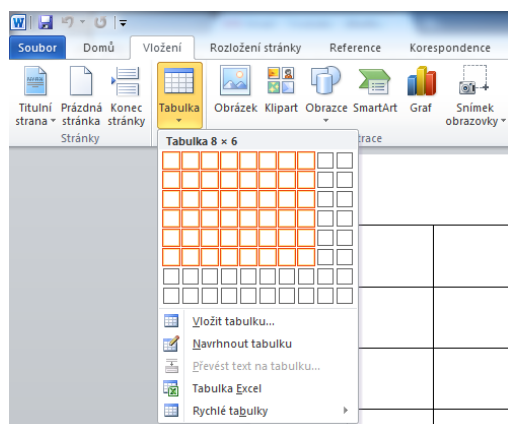 Soubor Domů Vložení Rozložení stránky Reference Korespondence
Titulní strana Prázdná stránka Konec stránky Tabulka Obrázek Klipart Obrazce SmartArt Graf Snímek obrazovky
Stránky trace
Tabulka 8 × 6
Vložit tabulku...
Navrhnout tabulku
Převést text na tabulku...
Tabulka Excel
Rychlé tabulky